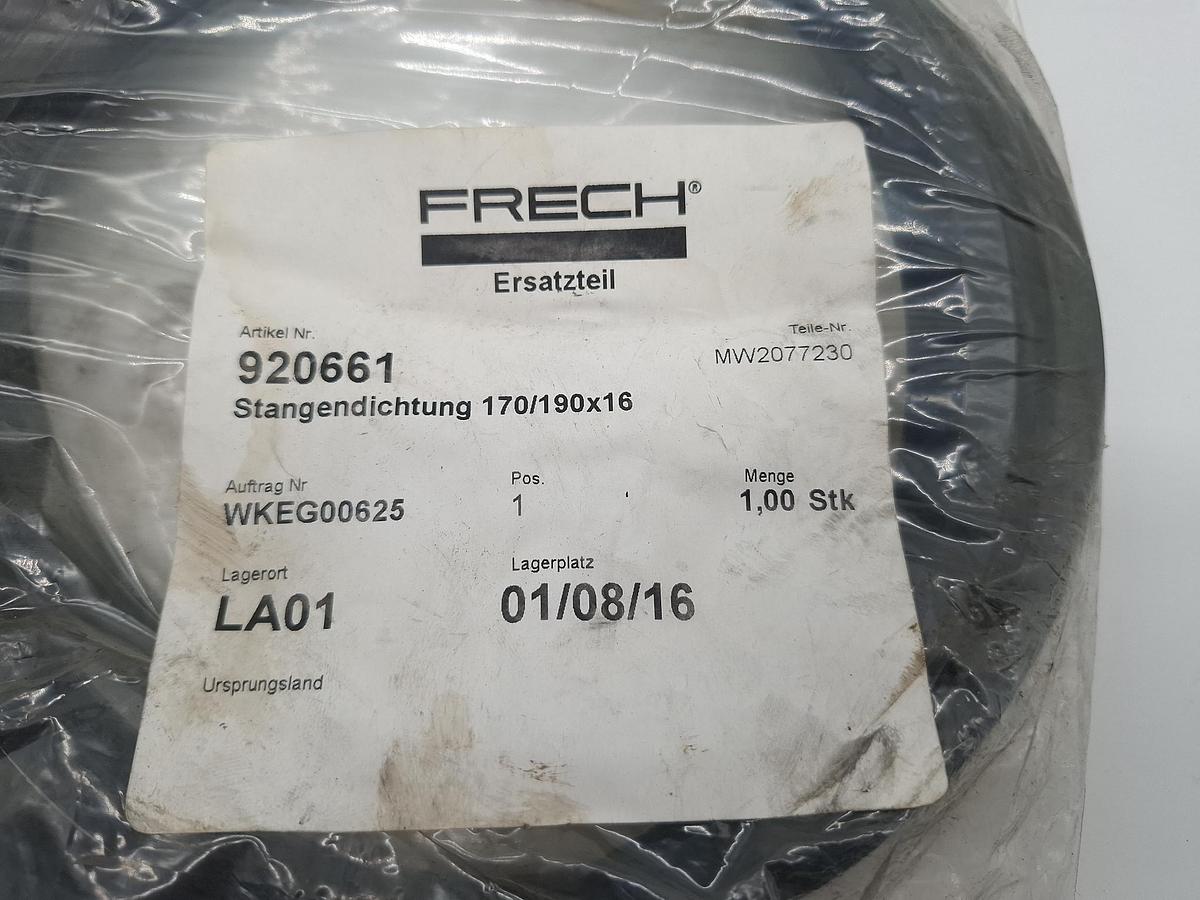 FRECH®
Ersatzteil
Artikel Nr. Teile-Nr.
920661 MW2077230
Stangendichtung 170/190x16
Auftrag Nr Pos. Menge
WKEG00625 1 1,00 Stk
Lagerort Lagerplatz
LA01 01/08/16
Ursprungsland